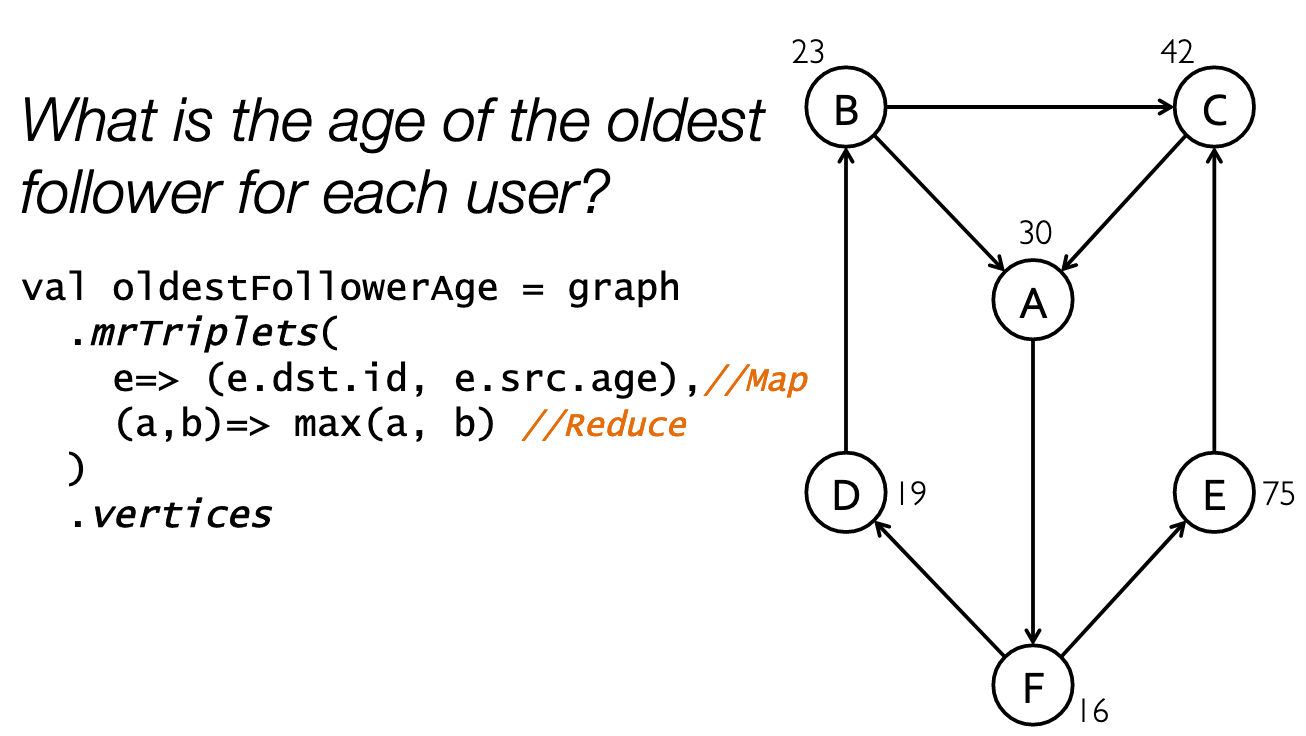 What is the age of the oldest
follower for each user?
val oldestFollowerAge = graph
.mrTriplets(
e=> (e.dst.id, e.src.age),//Map
(a,b)=> max(a, b) //Reduce
)
.vertices
23
42
B
C
30
A
D
19
E
75
F
16